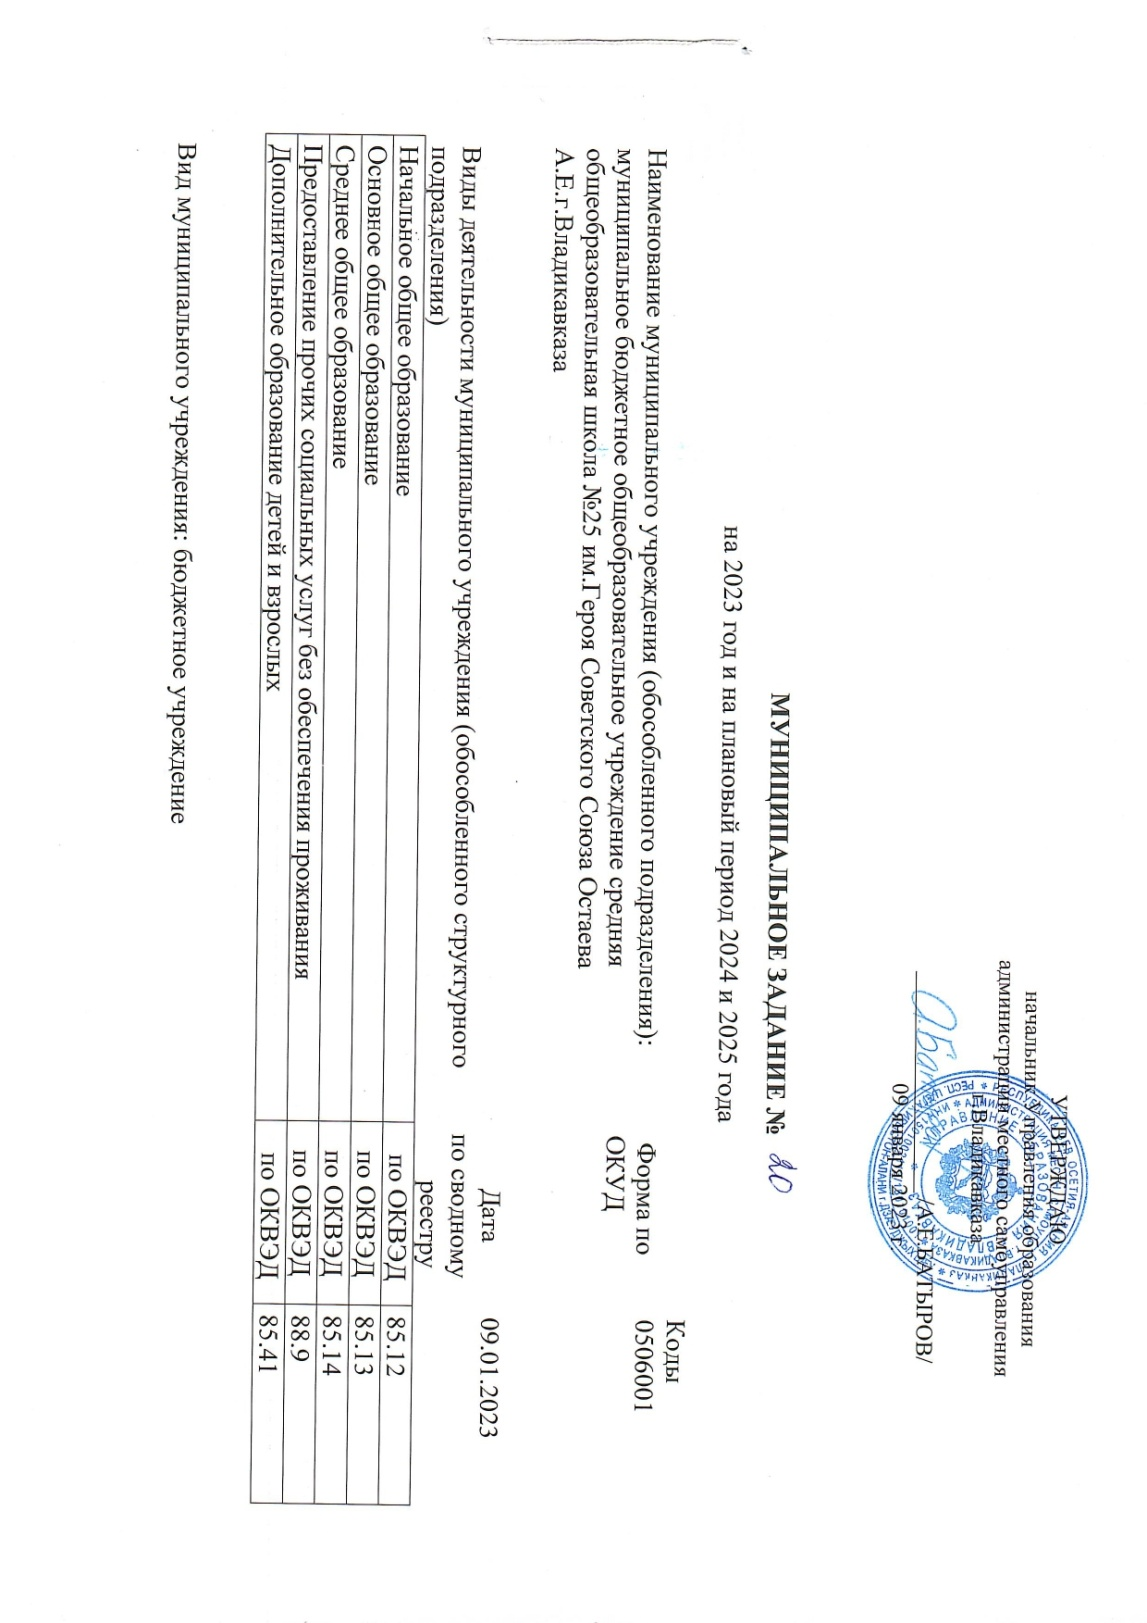 УТВЕРЖДАЮ
начальник Управления образования
администрации местного самоуправления
г.Владикавказа
/А.Е.БАТЫРОВ/
09 января 2023 г.
МУНИЦИПАЛЬНОЕ ЗАДАНИЕ № 20
на 2023 год и на плановый период 2024 и 2025 года
Коды
Наименование муниципального учреждения (обособленного подразделения): Форма по 0506001
муниципальное бюджетное общеобразовательное учреждение средняя ОКУД
общеобразовательная школа №25 им.Героя Советского Союза Остаева
А.Е.г.Владикавказа
Дата 09.01.2023
Виды деятельности муниципального учреждения (обособленного структурного по сводному
подразделения) реестру
Начальное общее образование по ОКВЭД 85.12
Основное общее образование по ОКВЭД 85.13
Среднее общее образование по ОКВЭД 85.14
Предоставление прочих социальных услуг без обеспечения проживания по ОКВЭД 88.9
Дополнительное образование детей и взрослых по ОКВЭД 85.41
Вид муниципального учреждения: бюджетное учреждение